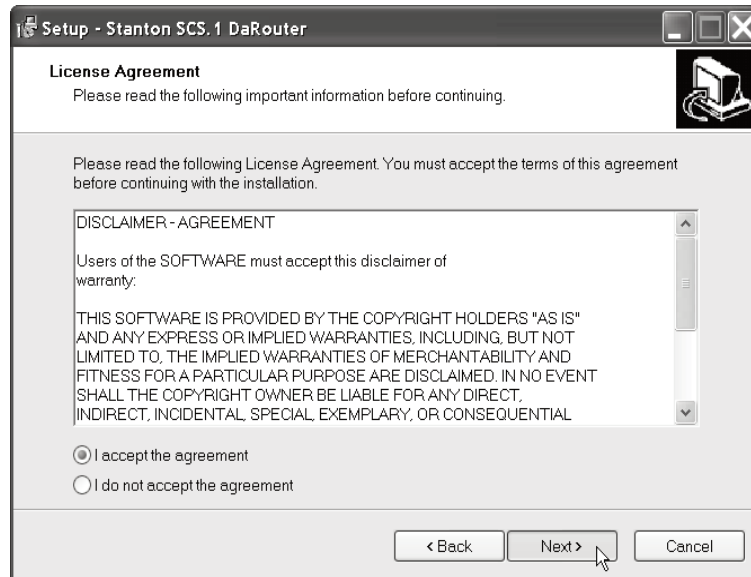 Setup - Stanton SCS.1 DaRouter
License Agreement
Please read the following important information before continuing.
Please read the following License Agreement. You must accept the terms of this agreement
before continuing with the installation.
DISCLAIMER - AGREEMENT
Users of the SOFTWARE must accept this disclaimer of
warranty:
THIS SOFTWARE IS PROVIDED BY THE COPYRIGHT HOLDERS "AS IS"
AND ANY EXPRESS OR IMPLIED WARRANTIES, INCLUDING, BUT NOT
LIMITED TO, THE IMPLIED WARRANTIES OF MERCHANTABILITY AND
FITNESS FOR A PARTICULAR PURPOSE ARE DISCLAIMED. IN NO EVENT
SHALL THE COPYRIGHT OWNER BE LIABLE FOR ANY DIRECT,
INDIRECT, INCIDENTAL, SPECIAL, EXEMPLARY, OR CONSEQUENTIAL
I accept the agreement
I do not accept the agreement
< Back Next > Cancel